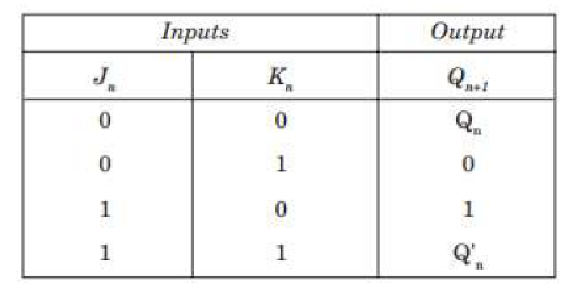 Inputs Output
Jₙ Kₙ Qₙ₊₁
0 0 Qₙ
0 1 0
1 0 1
1 1 Q'ₙ